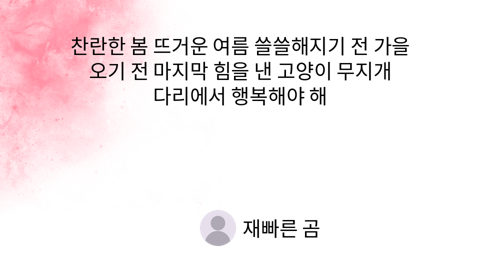 찬란한 봄 뜨거운 여름 쓸쓸해지기 전 가을
오기 전 마지막 힘을 낸 고양이 무지개
다리에서 행복해야 해
재빠른 곰